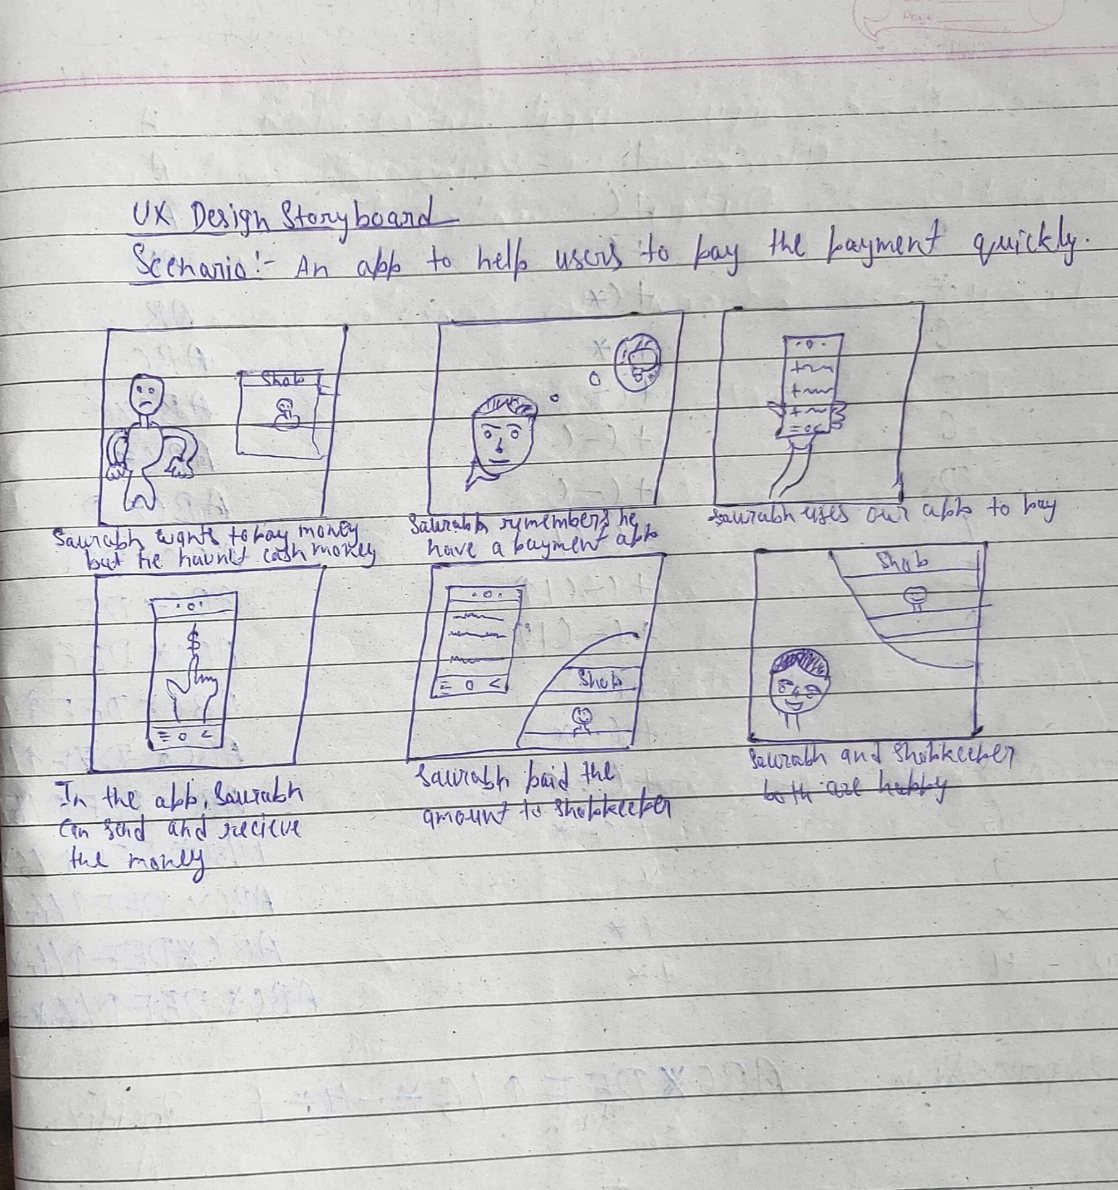 Page
UX Design Storyboard
Scenario:- An app to help users to pay the payment quickly.
Shop
Saurabh wants to pay money
but he havnt cash money
Saurabh remembers he
have a payment app
Saurabh uses our app to pay
$
In the app, Saurabh
can send and recieve
the money
Shop
Saurabh paid the
amount to shopkeeper
Shop
Saurabh and Shopkeeper
both are happy